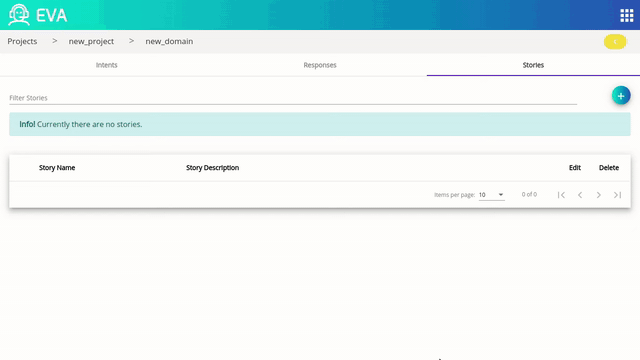 EVA
Projects > new_project > new_domain
Intents Responses Stories
Filter Stories
+
Info! Currently there are no stories.
Story Name Story Description Edit Delete
Items per page: 10 0 of 0